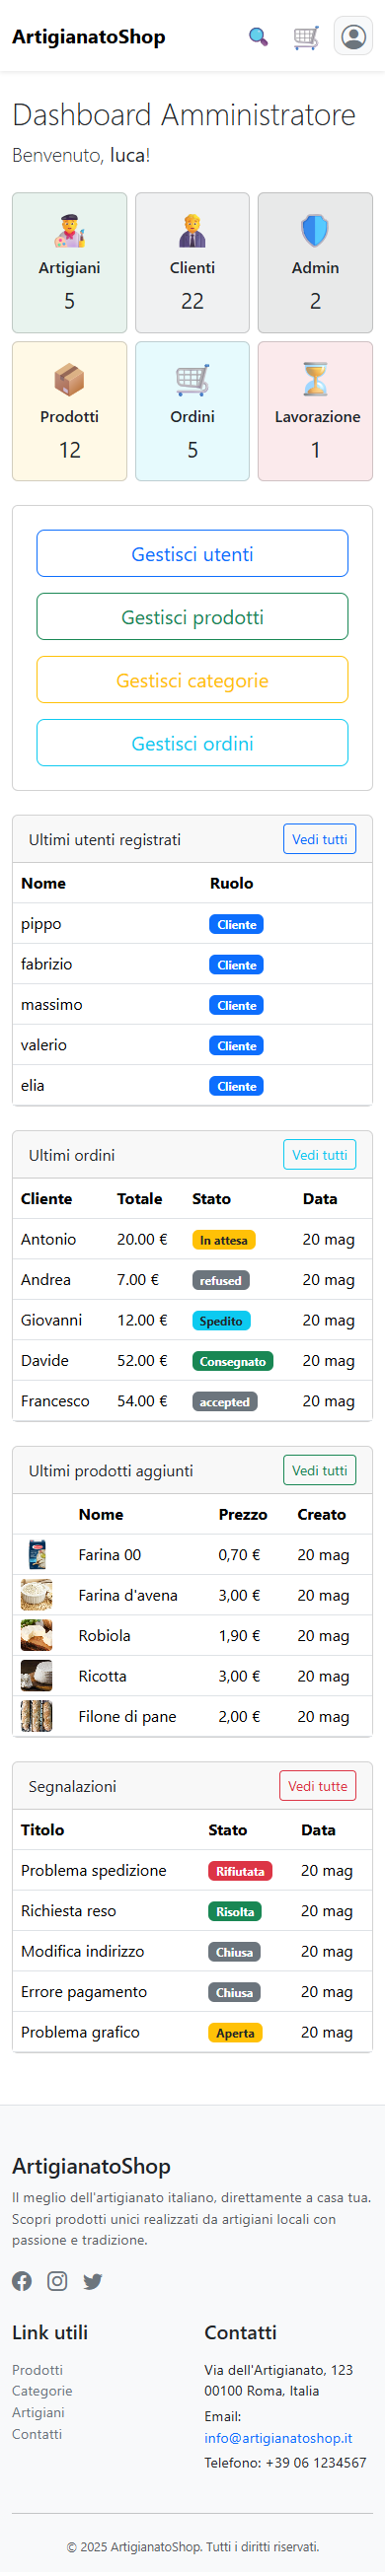 ArtigianatoShop
Dashboard Amministratore
Benvenuto, luca!
Artigiani
5
Clienti
22
Admin
2
Prodotti
12
Ordini
5
Lavorazione
1
Gestisci utenti
Gestisci prodotti
Gestisci categorie
Gestisci ordini
Ultimi utenti registrati Vedi tutti
Nome Ruolo
pippo Cliente
fabrizio Cliente
massimo Cliente
valerio Cliente
elia Cliente
Ultimi ordini Vedi tutti
Cliente Totale Stato Data
Antonio 20.00 € In attesa 20 mag
Andrea 7.00 € refused 20 mag
Giovanni 12.00 € Spedito 20 mag
Davide 52.00 € Consegnato 20 mag
Francesco 54.00 € accepted 20 mag
Ultimi prodotti aggiunti Vedi tutti
Nome Prezzo Creato
Farina 00 0,70 € 20 mag
Farina d'avena 3,00 € 20 mag
Robiola 1,90 € 20 mag
Ricotta 3,00 € 20 mag
Filone di pane 2,00 € 20 mag
Segnalazioni Vedi tutte
Titolo Stato Data
Problema spedizione Rifiutata 20 mag
Richiesta reso Risolta 20 mag
Modifica indirizzo Chiusa 20 mag
Errore pagamento Chiusa 20 mag
Problema grafico Aperta 20 mag
ArtigianatoShop
Il meglio dell'artigianato italiano, direttamente a casa tua.
Scopri prodotti unici realizzati da artigiani locali con
passione e tradizione.
Link utili
Prodotti
Categorie
Artigiani
Contatti
Contatti
Via dell'Artigianato, 123
00100 Roma, Italia
Email:
info@artigianatoshop.it
Telefono: +39 06 1234567
© 2025 ArtigianatoShop. Tutti i diritti riservati.